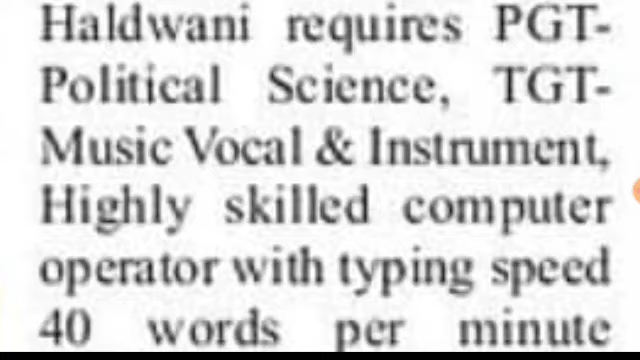 Haldwani requires PGT-
Political Science, TGT-
Music Vocal & Instrument,
Highly skilled computer
operator with typing speed
40 words per minute